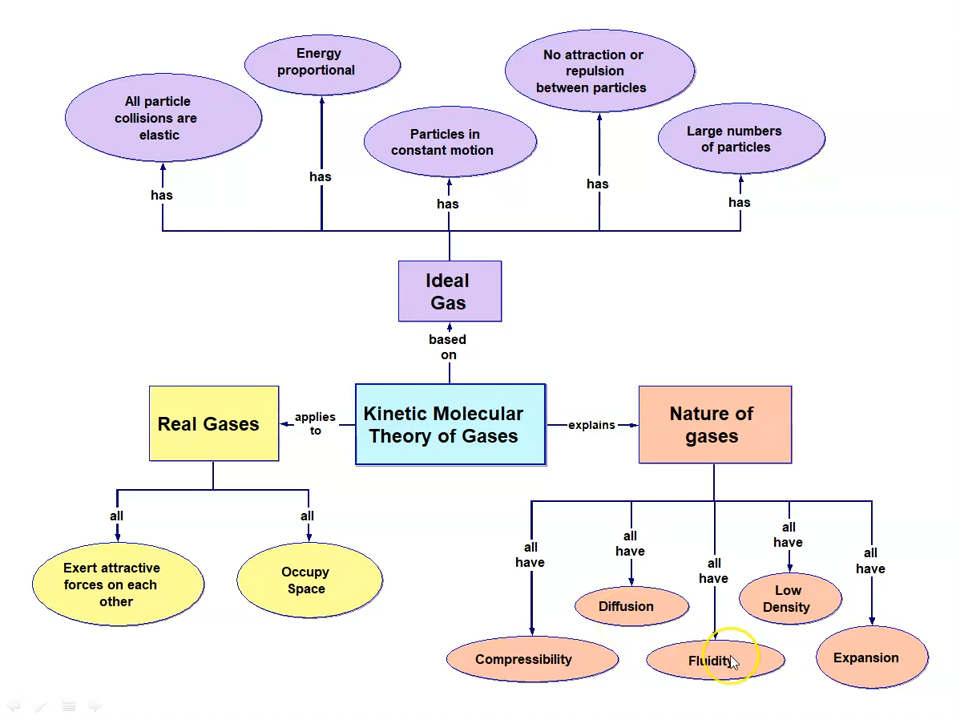 Energy
proportional
No attraction or
repulsion
between particles
All particle
collisions are
elastic
Particles in
constant motion
Large numbers
of particles
has
has
has
has
has
Ideal
Gas
based
on
Real Gases
applies
to
Kinetic Molecular
Theory of Gases
explains
Nature of
gases
all
all
all
have
all
have
all
have
all
have
all
have
Exert attractive
forces on each
other
Occupy
Space
Diffusion
Low
Density
Compressibility
Fluidity
Expansion